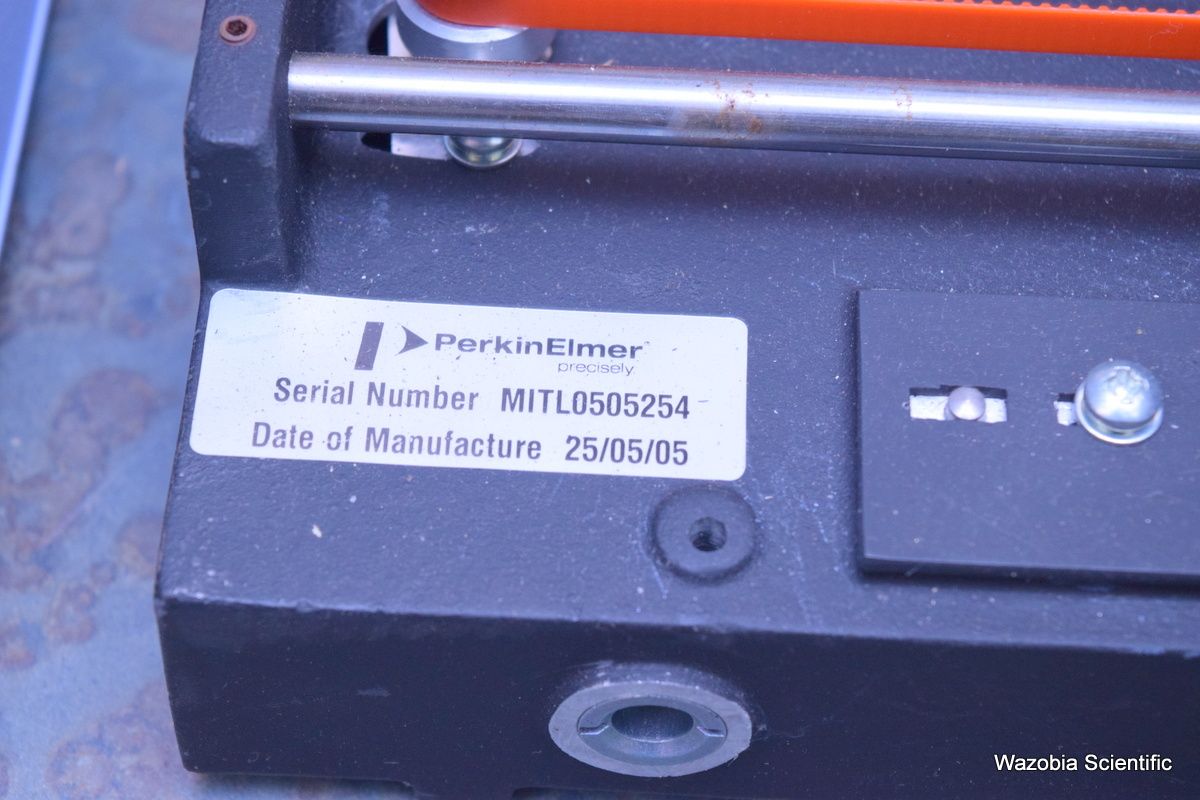 PerkinElmer
precisely
Serial Number MITL0505254
Date of Manufacture 25/05/05
Wazobia Scientific